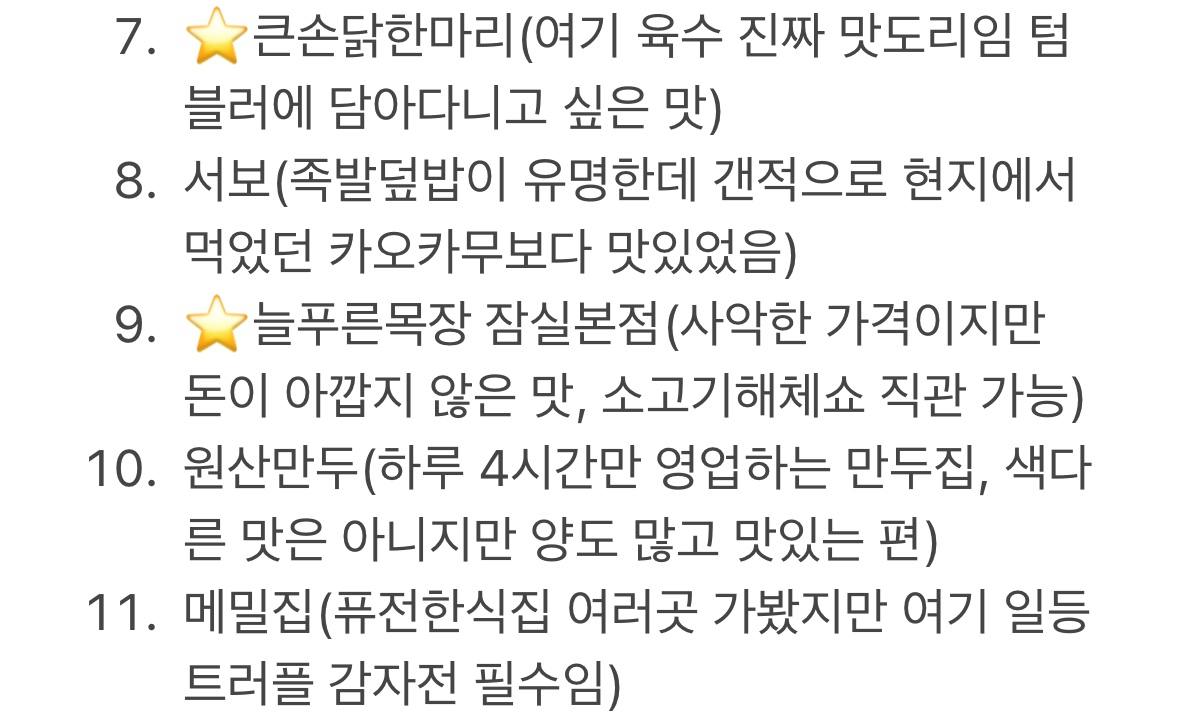 7. ⭐큰손닭한마리(여기 육수 진짜 맛도리임 텀
블러에 담아다니고 싶은 맛)
8. 서보(족발덮밥이 유명한데 갠적으로 현지에서
먹었던 카오카무보다 맛있었음)
9. ⭐늘푸른목장 잠실본점(사악한 가격이지만
돈이 아깝지 않은 맛, 소고기해체쇼 직관 가능)
10. 원산만두(하루 4시간만 영업하는 만두집, 색다
른 맛은 아니지만 양도 많고 맛있는 편)
11. 메밀집(퓨전한식집 여러곳 가봤지만 여기 일등
트러플 감자전 필수임)